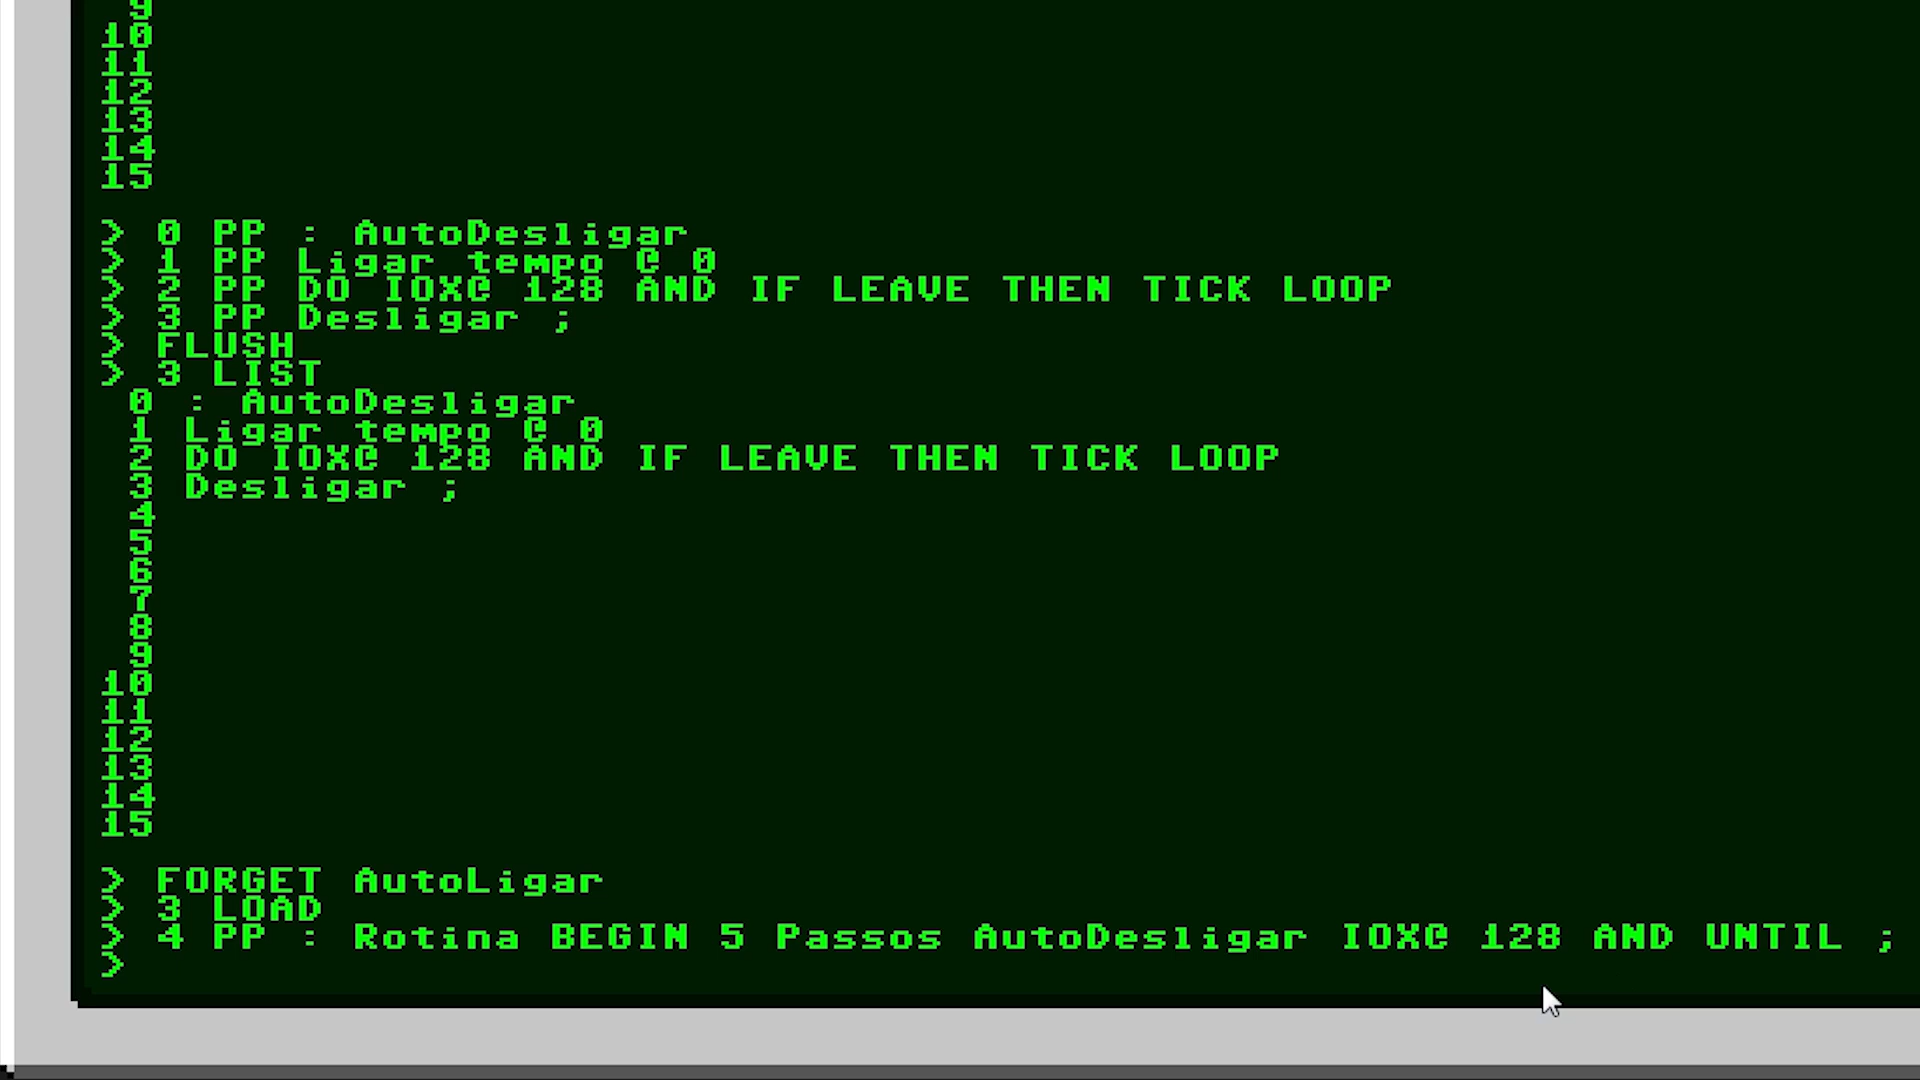 9
10
11
12
13
14
15
> 0 PP : AutoDesligar
> 1 PP Ligar tempo @ 0
> 2 PP DO IOX@ 128 AND IF LEAVE THEN TICK LOOP
> 3 PP Desligar ;
> FLUSH
> 3 LIST
0 : AutoDesligar
1 Ligar tempo @ 0
2 DO IOX@ 128 AND IF LEAVE THEN TICK LOOP
3 Desligar ;
4
5
6
7
8
9
10
11
12
13
14
15
> FORGET AutoLigar
> 3 LOAD
> 4 PP : Rotina BEGIN 5 Passos AutoDesligar IOX@ 128 AND UNTIL ;
>